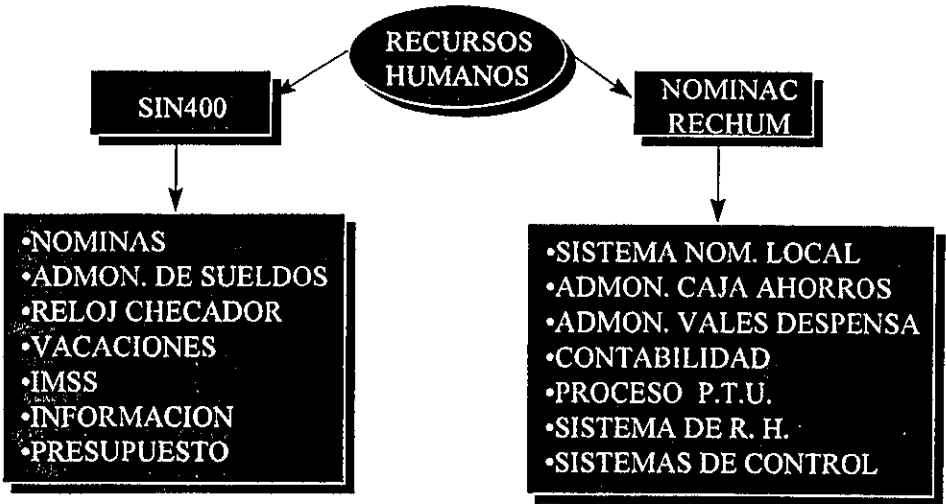 RECURSOS
HUMANOS
SIN400
NOMINAC
RECHUM
•NOMINAS
•ADMON. DE SUELDOS
•RELOJ CHECADOR
•VACACIONES
•IMSS
•INFORMACION
•PRESUPUESTO
•SISTEMA NOM. LOCAL
•ADMON. CAJA AHORROS
•ADMON. VALES DESPENSA
•CONTABILIDAD
•PROCESO P.T.U.
•SISTEMA DE R. H.
•SISTEMAS DE CONTROL